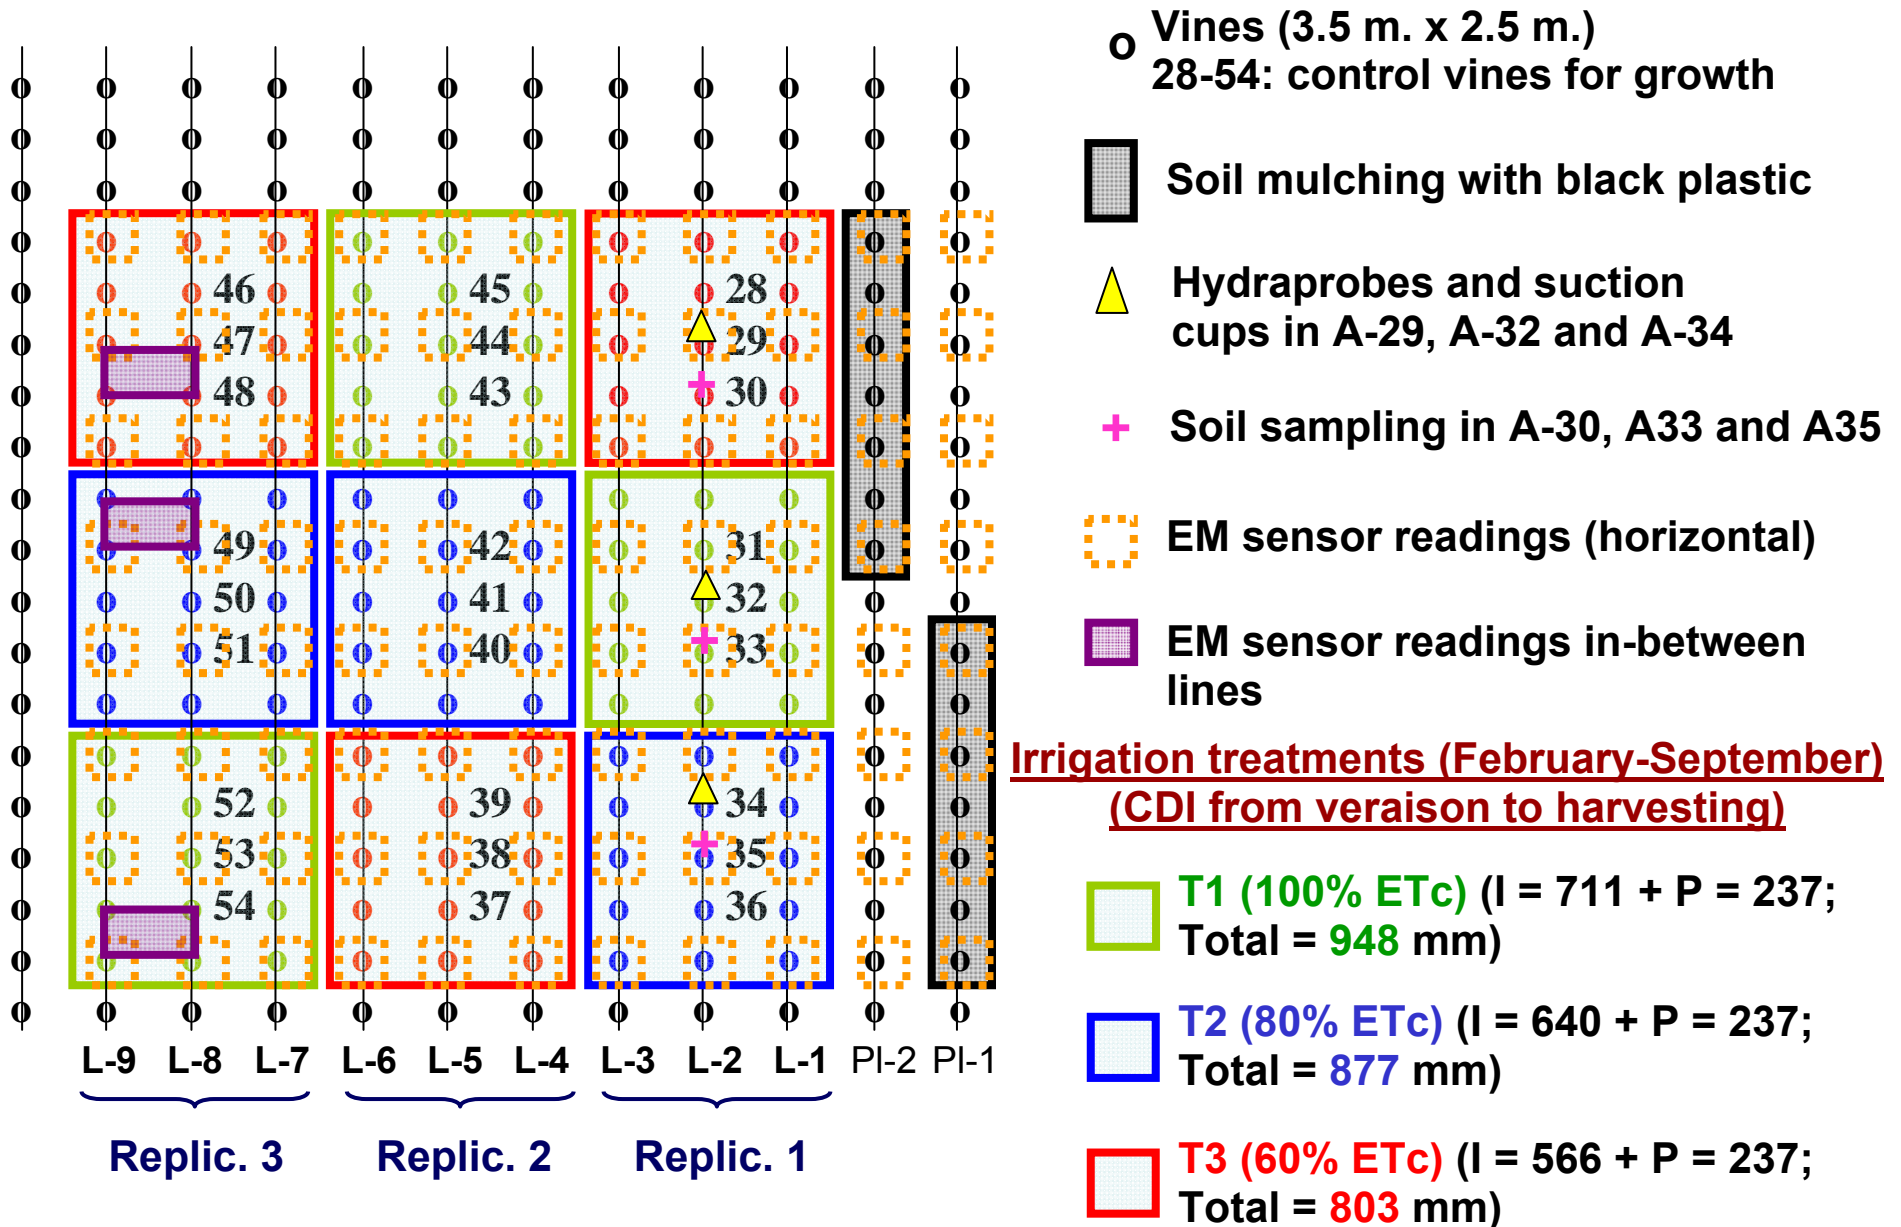 o Vines (3.5 m. x 2.5 m.)
28-54: control vines for growth
Soil mulching with black plastic
Hydraprobes and suction
cups in A-29, A-32 and A-34
Soil sampling in A-30, A33 and A35
EM sensor readings (horizontal)
EM sensor readings in-between
lines
Irrigation treatments (February-September)
(CDI from veraison to harvesting)
T1 (100% ETc) (I = 711 + P = 237;
Total = 948 mm)
T2 (80% ETc) (I = 640 + P = 237;
Total = 877 mm)
T3 (60% ETc) (I = 566 + P = 237;
Total = 803 mm)
46 45 28
47 44 29
48 43 30
49 42 31
50 41 32
51 40 33
52 39 34
53 38 35
54 37 36
L-9 L-8 L-7 L-6 L-5 L-4 L-3 L-2 L-1 Pl-2 Pl-1
Replic. 3 Replic. 2 Replic. 1